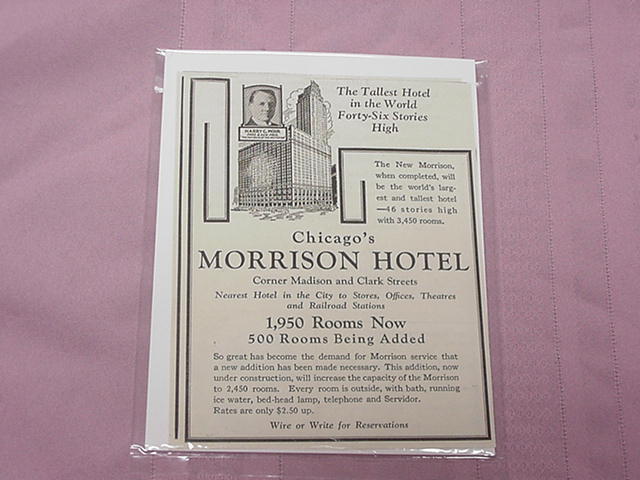 HARRY C. MOIR
The Tallest Hotel
in the World
Forty-Six Stories
High
The New Morrison,
when completed, will
be the world's larg-
est and tallest hotel
—46 stories high
with 3,450 rooms.
Chicago's
MORRISON HOTEL
Corner Madison and Clark Streets
Nearest Hotel in the City to Stores, Offices, Theatres
and Railroad Stations
1,950 Rooms Now
500 Rooms Being Added
So great has become the demand for Morrison service that
a new addition has been made necessary. This addition, now
under construction, will increase the capacity of the Morrison
to 2,450 rooms. Every room is outside, with bath, running
ice water, bed-head lamp, telephone and Servidor.
Rates are only $2.50 up.
Wire or Write for Reservations